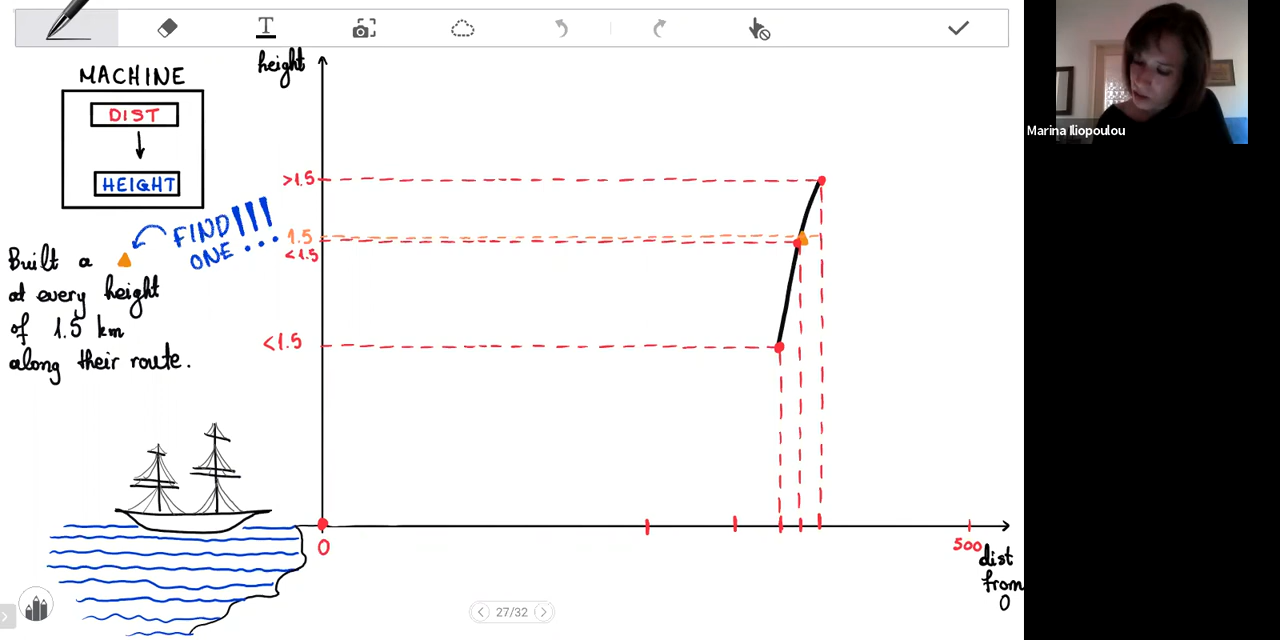 T
height
MACHINE
DIST
HEIGHT
FIND!!!
ONE...
Built a
at every height
of 1.5 km
along their route.
>1.5
1.5
<1.5
<1.5
0
500
dist
from
0
27/32
Marina Iliopoulou